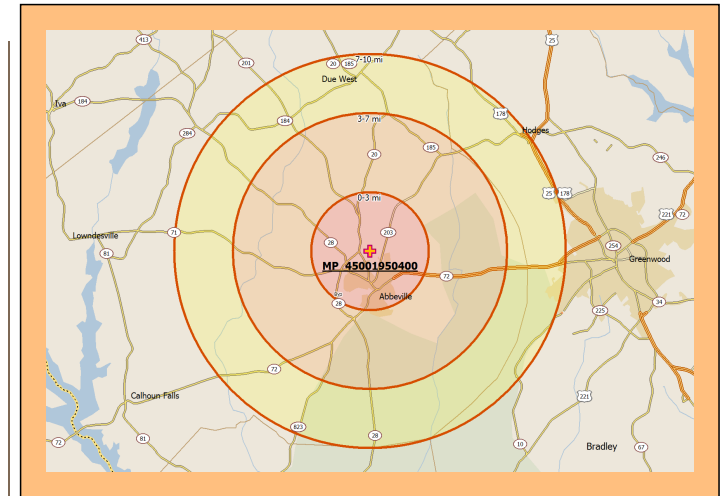 7-10 mi
413
25
201
20
185
Due West
Iva
184
3-7 mi
178
284
184
Hodges
20
185
246
0-3 mi
25
178
221
72
71
Lowndesville
28
203
254
81
MP 45001950400
Greenwood
72
Abbeville
28
34
225
72
Calhoun Falls
221
823
28
72
81
10
Bradley
67